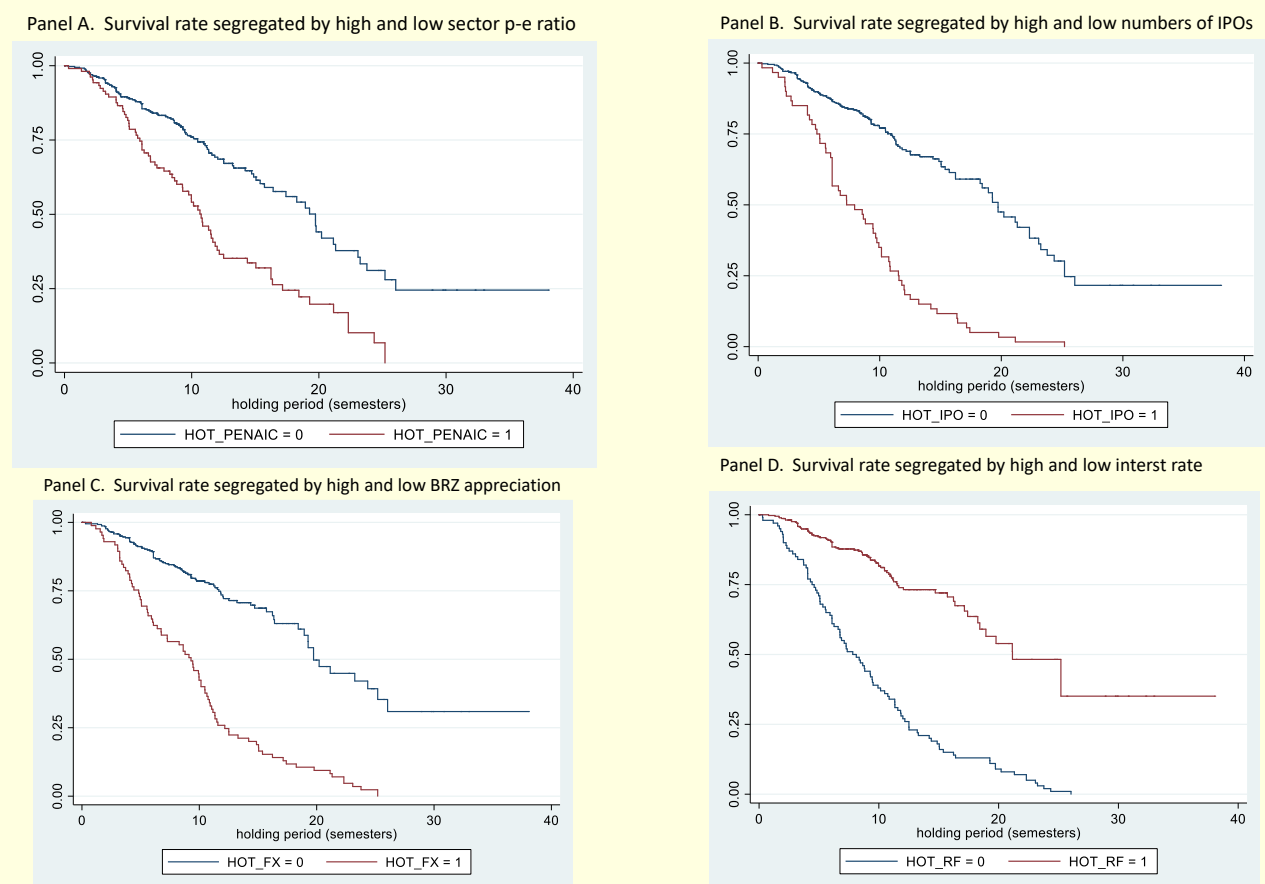 Panel A. Survival rate segregated by high and low sector p-e ratio
1.00
0.75
0.50
0.25
0.00
0 10 20 30 40
holding period (semesters)
HOT_PENAIC = 0 HOT_PENAIC = 1
Panel B. Survival rate segregated by high and low numbers of IPOs
1.00
0.75
0.50
0.25
0.00
0 10 20 30 40
holding perido (semesters)
HOT_IPO = 0 HOT_IPO = 1
Panel C. Survival rate segregated by high and low BRZ appreciation
1.00
0.75
0.50
0.25
0.00
0 10 20 30 40
holding period (semesters)
HOT_FX = 0 HOT_FX = 1
Panel D. Survival rate segregated by high and low interst rate
1.00
0.75
0.50
0.25
0.00
0 10 20 30 40
holding period (semesters)
HOT_RF = 0 HOT_RF = 1